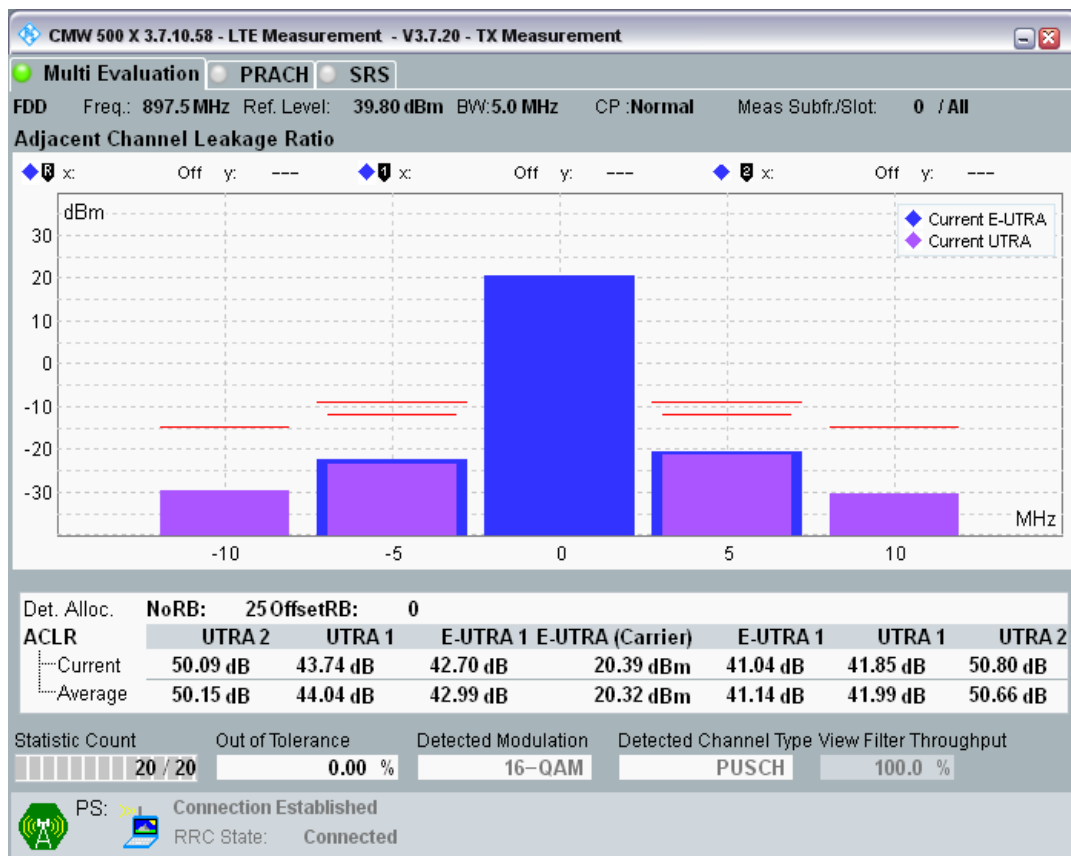 CMW 500 X 3.7.10.58 - LTE Measurement - V3.7.20 - TX Measurement
Multi Evaluation PRACH SRS
FDD Freq.: 897.5 MHz Ref. Level: 39.80 dBm BW:5.0 MHz CP :Normal Meas Subfr./Slot: 0 / All
Adjacent Channel Leakage Ratio
R x: Off y: --- 1 x: Off y: --- 2 x: Off y: ---
dBm
Current E-UTRA
Current UTRA
30
20
10
0
-10
-20
-30
MHz
-10 -5 0 5 10
Det. Alloc. NoRB: 25 OffsetRB: 0
ACLR UTRA 2 UTRA 1 E-UTRA 1 E-UTRA (Carrier) E-UTRA 1 UTRA 1 UTRA 2
Current 50.09 dB 43.74 dB 42.70 dB 20.39 dBm 41.04 dB 41.85 dB 50.80 dB
Average 50.15 dB 44.04 dB 42.99 dB 20.32 dBm 41.14 dB 41.99 dB 50.66 dB
Statistic Count Out of Tolerance Detected Modulation Detected Channel Type View Filter Throughput
20 / 20 0.00 % 16-QAM PUSCH 100.0 %
PS: Connection Established
RRC State: Connected